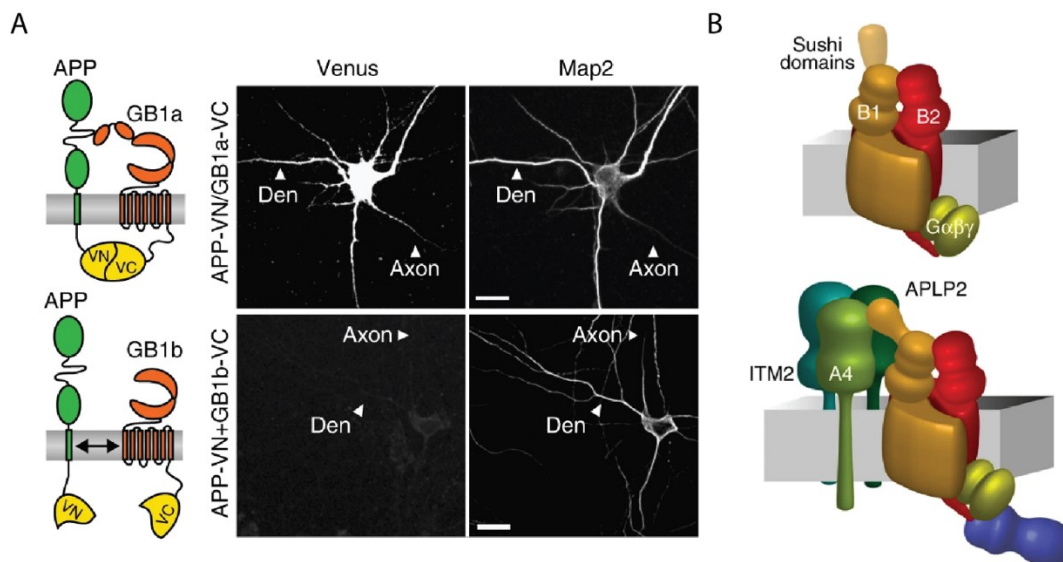 A
B
APP
GB1a
VN
VC
APP
GB1b
VN
VC
Venus
Map2
APP-VN/GB1a-VC
Den
Axon
Den
Axon
APP-VN+GB1b-VC
Axon
Den
Axon
Den
Sushi
domains
B1
B2
Gαβγ
APLP2
ITM2
A4